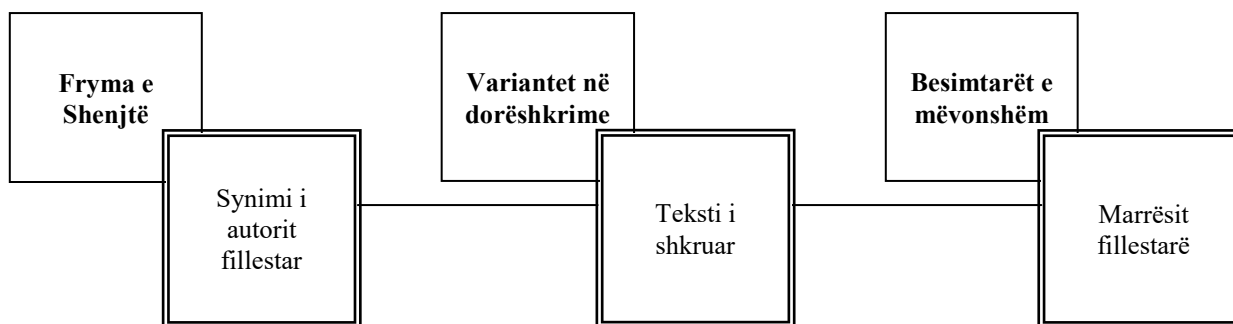 Fryma e
Shenjtë
Variantet në
dorëshkrime
Besimtarët e
mëvonshëm
Synimi i
autorit
fillestar
Teksti i
shkruar
Marrësit
fillestarë